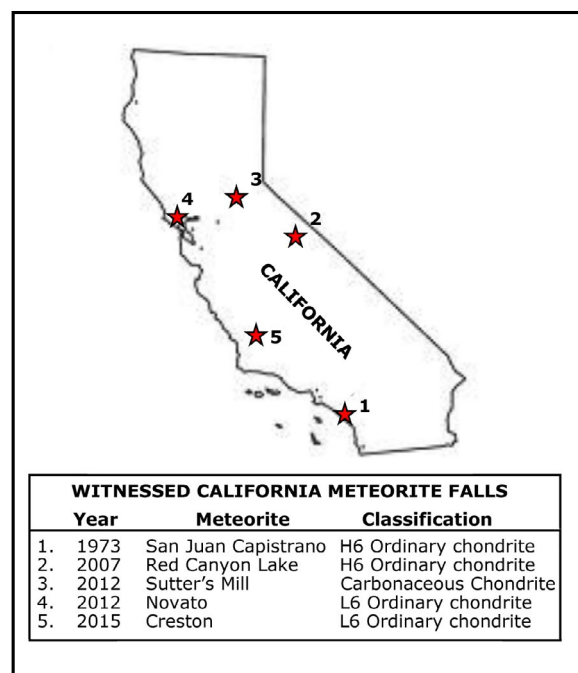 3
4
2
CALIFORNIA
5
1
WITNESSED CALIFORNIA METEORITE FALLS
Year Meteorite Classification
1. 1973 San Juan Capistrano H6 Ordinary chondrite
2. 2007 Red Canyon Lake H6 Ordinary chondrite
3. 2012 Sutter's Mill Carbonaceous Chondrite
4. 2012 Novato L6 Ordinary chondrite
5. 2015 Creston L6 Ordinary chondrite